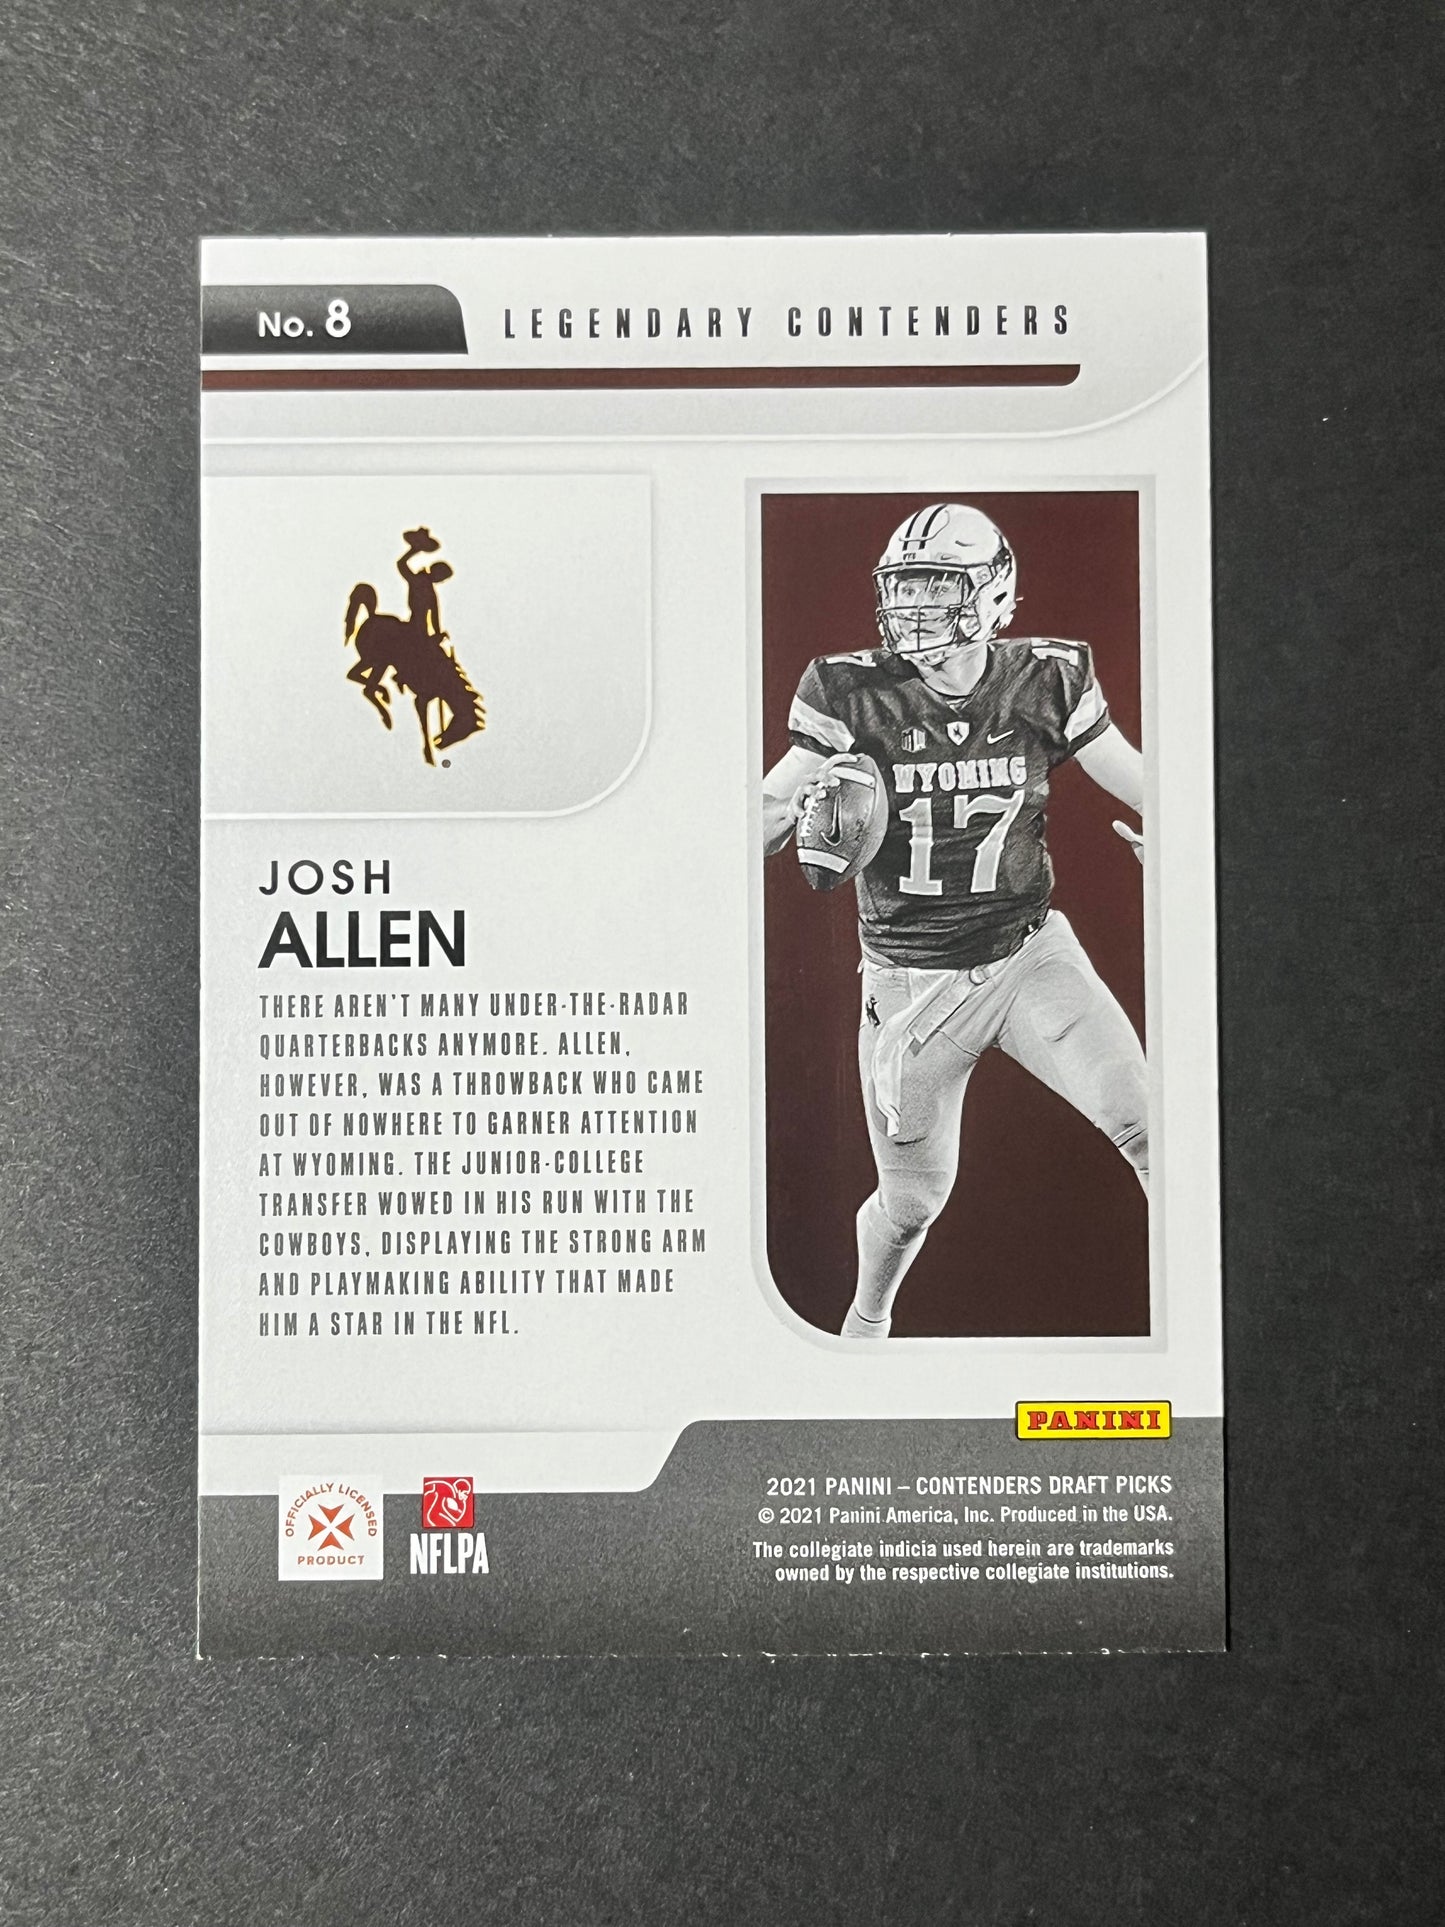 No. 8
LEGENDARY CONTENDERS
JOSH
ALLEN
THERE AREN'T MANY UNDER-THE-RADAR
QUARTERBACKS ANYMORE. ALLEN,
HOWEVER, WAS A THROWBACK WHO CAME
OUT OF NOWHERE TO GARNER ATTENTION
AT WYOMING. THE JUNIOR-COLLEGE
TRANSFER WOWED IN HIS RUN WITH THE
COWBOYS, DISPLAYING THE STRONG ARM
AND PLAYMAKING ABILITY THAT MADE
HIM A STAR IN THE NFL.
17
WYOMING
17
PANINI
OFFICIALLY LICENSED
PRODUCT
NFLPA
2021 PANINI – CONTENDERS DRAFT PICKS
© 2021 Panini America, Inc. Produced in the USA.
The collegiate indicia used herein are trademarks
owned by the respective collegiate institutions.